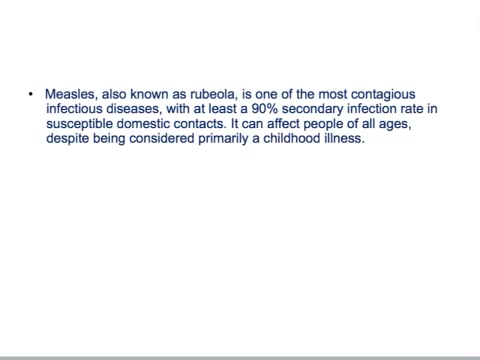 • Measles, also known as rubeola, is one of the most contagious
infectious diseases, with at least a 90% secondary infection rate in
susceptible domestic contacts. It can affect people of all ages,
despite being considered primarily a childhood illness.